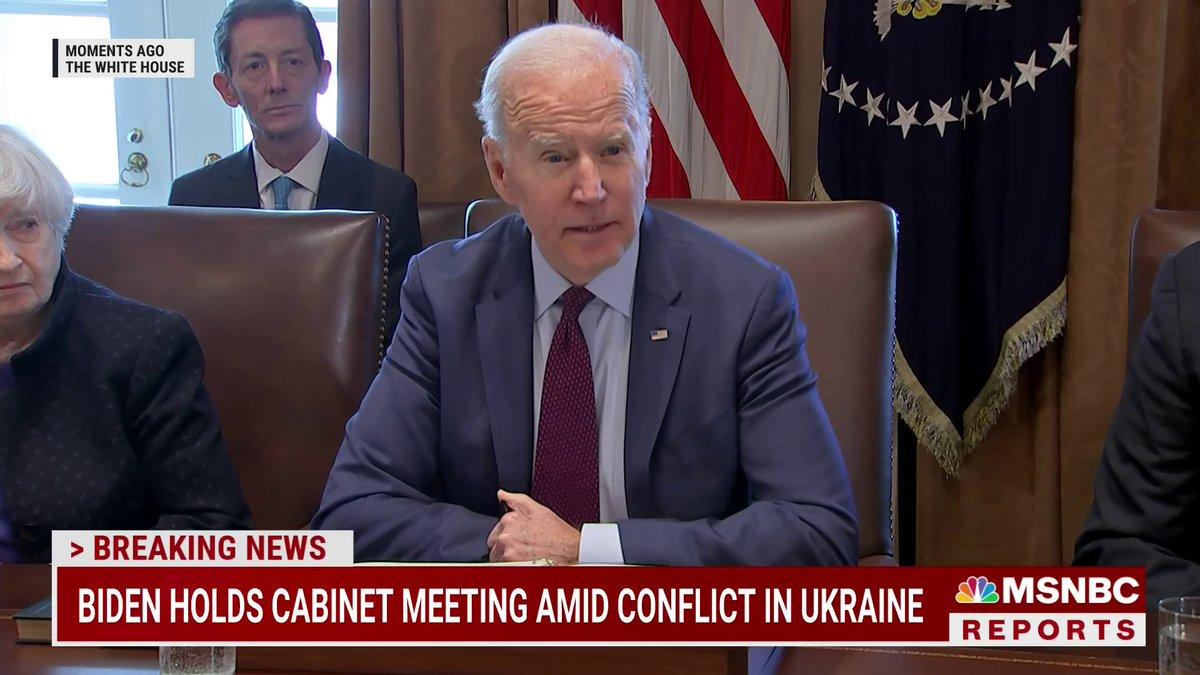 MOMENTS AGO
THE WHITE HOUSE
> BREAKING NEWS
BIDEN HOLDS CABINET MEETING AMID CONFLICT IN UKRAINE
MSNBC
REPORTS